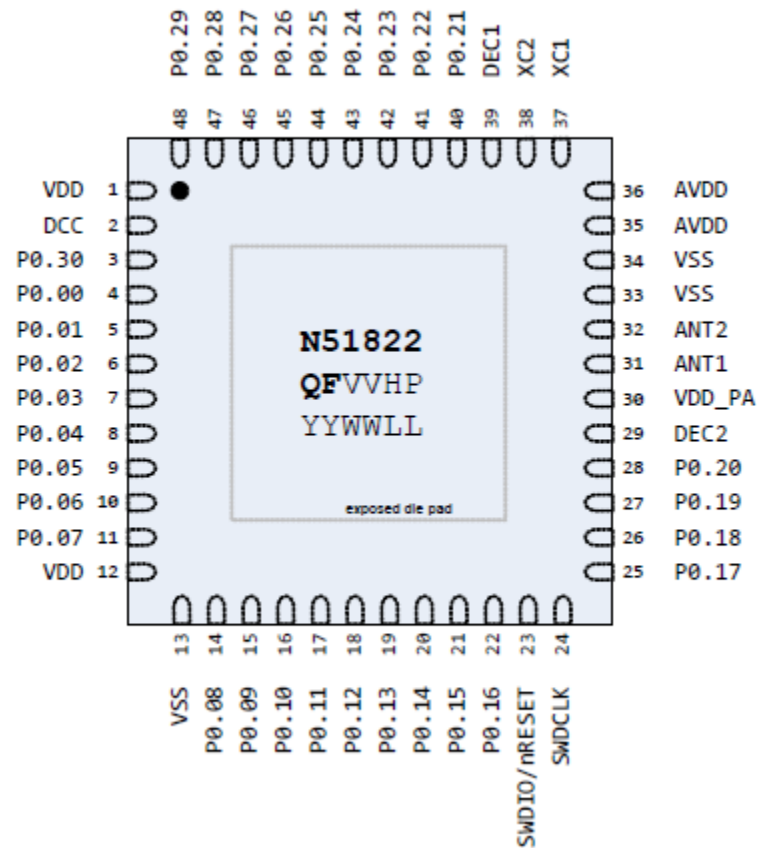 P0.29 P0.28 P0.27 P0.26 P0.25 P0.24 P0.23 P0.22 P0.21 DEC1 XC2 XC1
48 47 46 45 44 43 42 41 40 39 38 37
VDD 1
DCC 2
P0.30 3
P0.00 4
P0.01 5
P0.02 6
P0.03 7
P0.04 8
P0.05 9
P0.06 10
P0.07 11
VDD 12
N51822
QFVVHP
YYWWLL
exposed die pad
36 AVDD
35 AVDD
34 VSS
33 VSS
32 ANT2
31 ANT1
30 VDD_PA
29 DEC2
28 P0.20
27 P0.19
26 P0.18
25 P0.17
13 14 15 16 17 18 19 20 21 22 23 24
VSS P0.08 P0.09 P0.10 P0.11 P0.12 P0.13 P0.14 P0.15 P0.16 SWDIO/nRESET SWDCLK